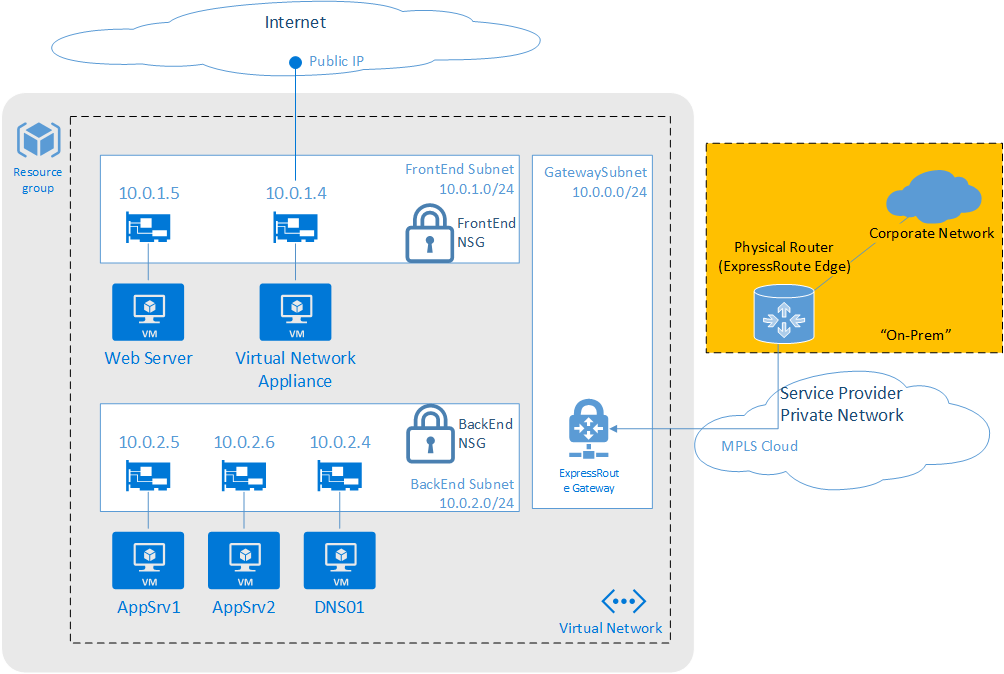 Internet
Public IP
Resource
group
FrontEnd Subnet
10.0.1.0/24
10.0.1.5
10.0.1.4
FrontEnd
NSG
VM
VM
Web Server
Virtual Network
Appliance
GatewaySubnet
10.0.0.0/24
Corporate Network
Physical Router
(ExpressRoute Edge)
“On-Prem”
Service Provider
Private Network
MPLS Cloud
ExpressRout
e Gateway
BackEnd
NSG
10.0.2.5
10.0.2.6
10.0.2.4
BackEnd Subnet
10.0.2.0/24
VM
VM
VM
AppSrv1
AppSrv2
DNS01
Virtual Network